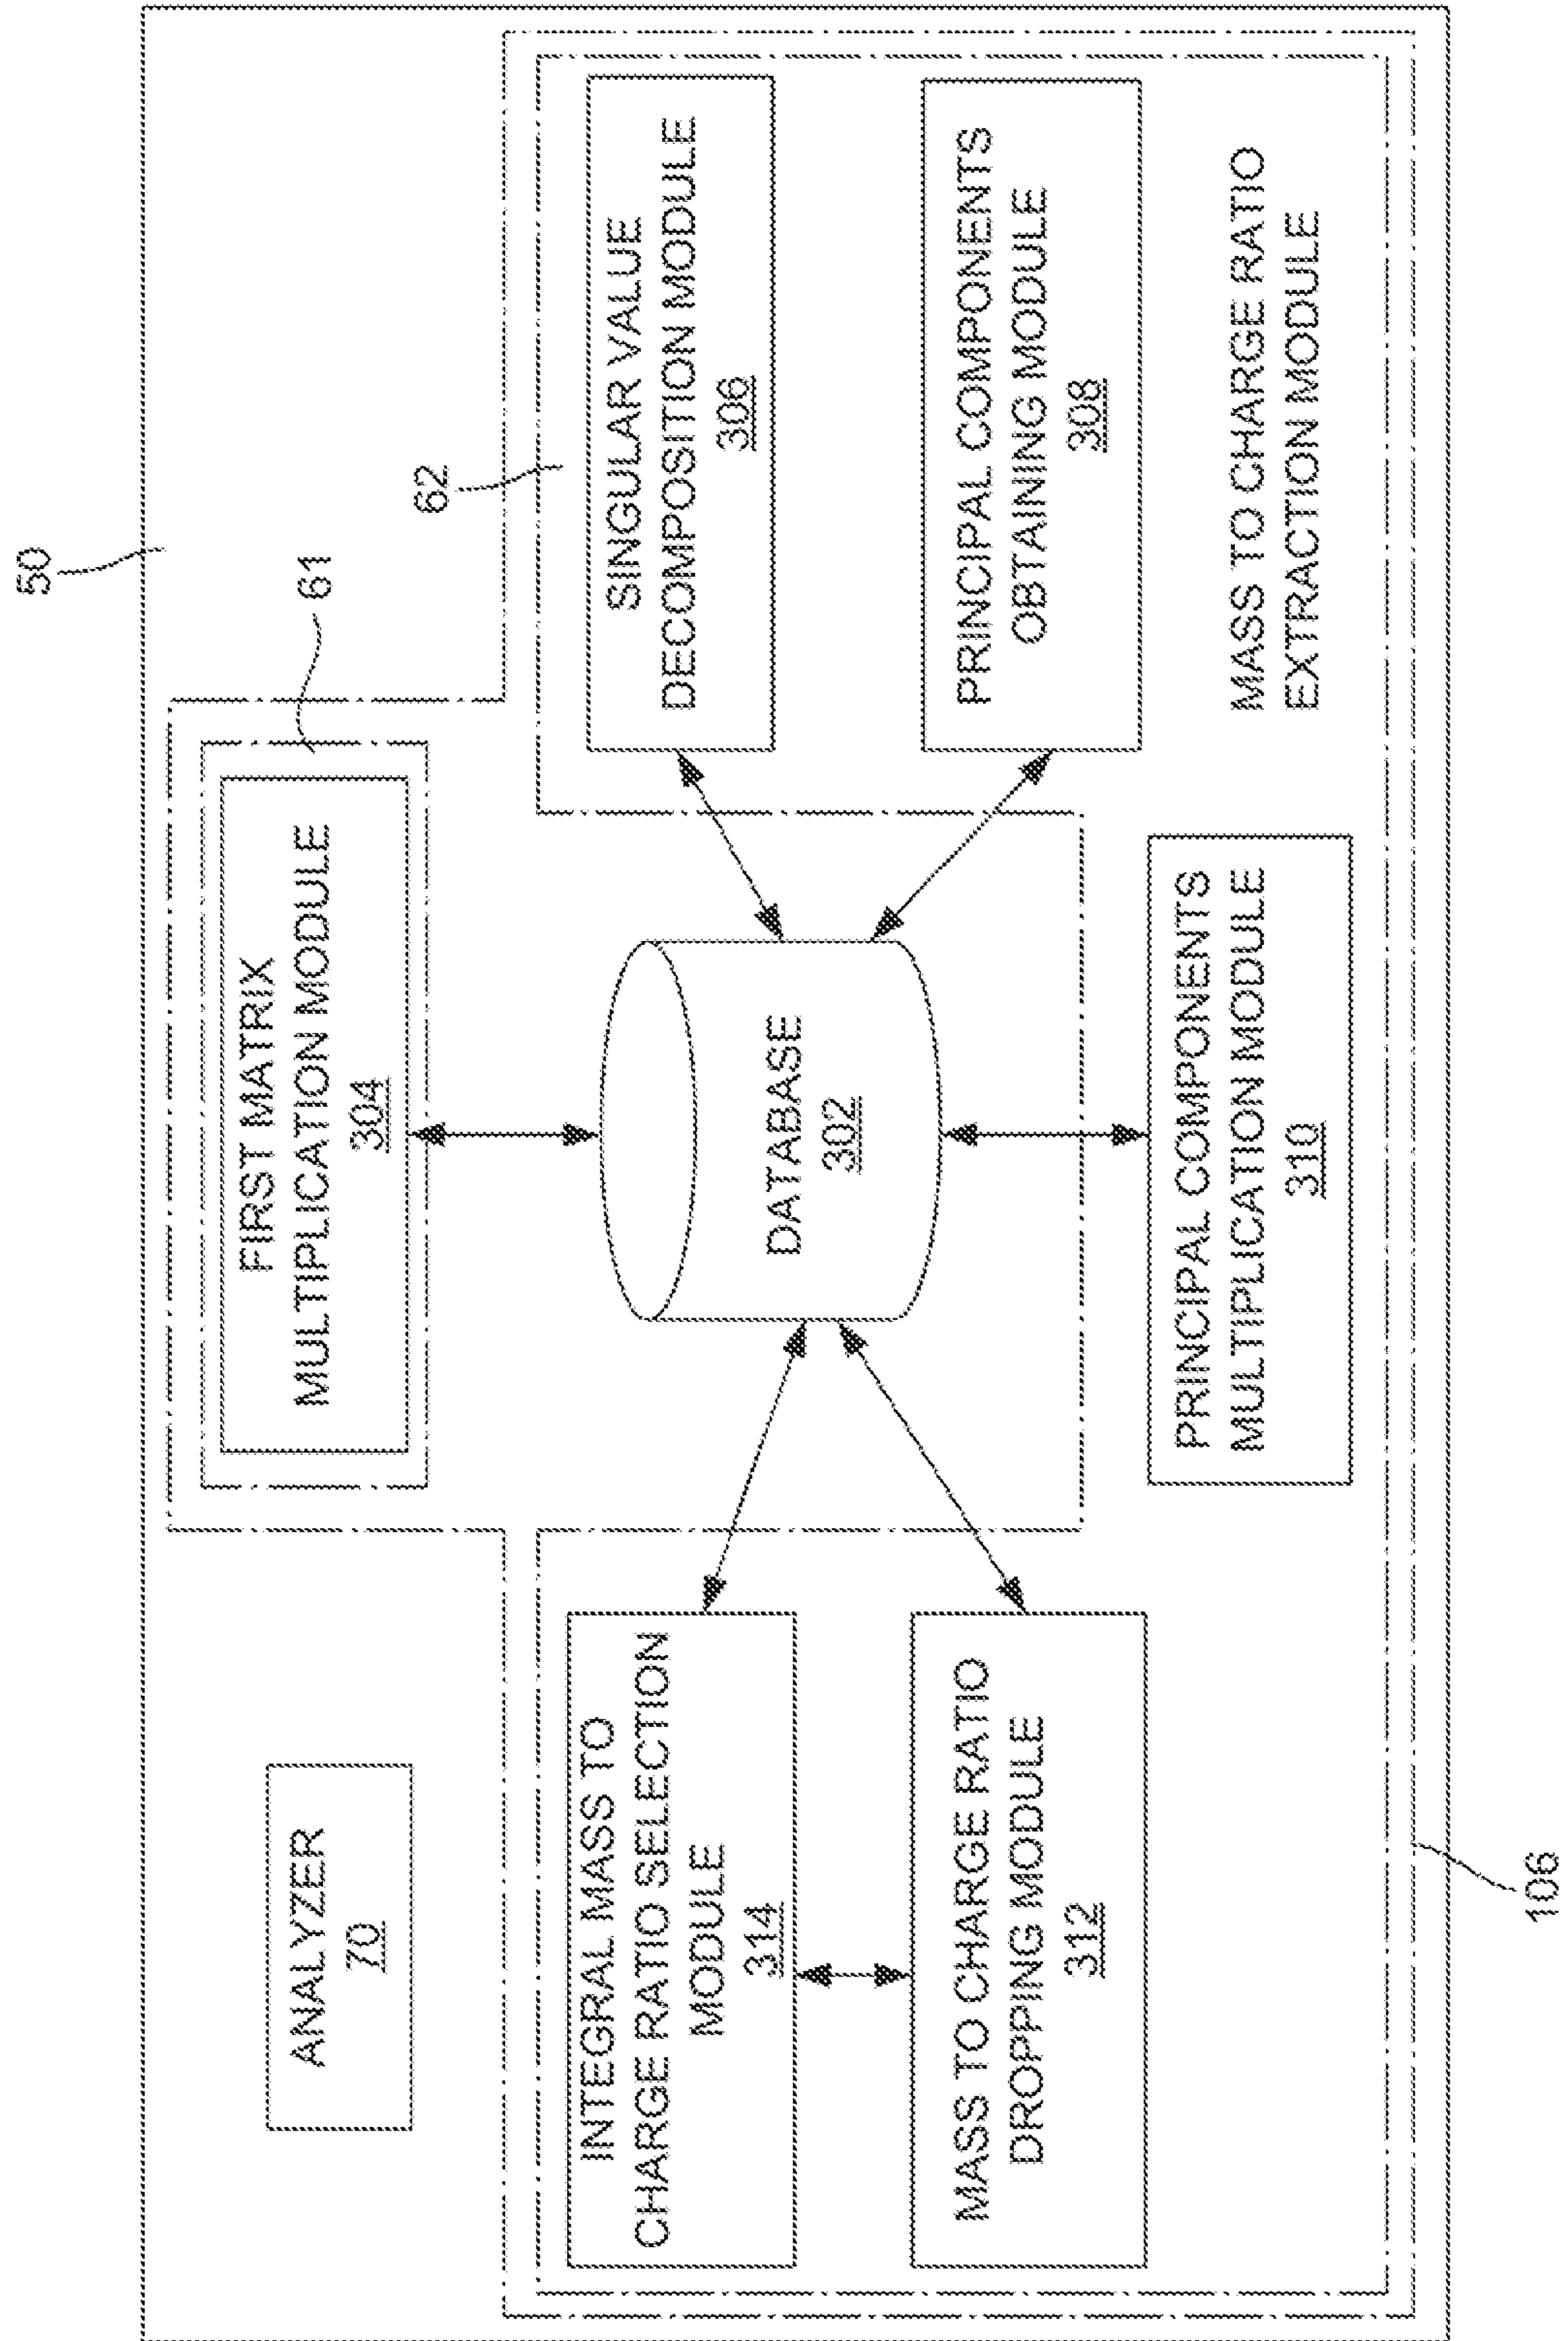 50
ANALYZER
70
FIRST MATRIX
MULTIPLICATION MODULE
304
61
62
INTEGRAL MASS TO
CHARGE RATIO SELECTION
MODULE
314
DATABASE
302
SINGULAR VALUE
DECOMPOSITION MODULE
306
MASS TO CHARGE RATIO
DROPPING MODULE
312
PRINCIPAL COMPONENTS
OBTAINING MODULE
308
PRINCIPAL COMPONENTS
MULTIPLICATION MODULE
310
MASS TO CHARGE RATIO
EXTRACTION MODULE
106